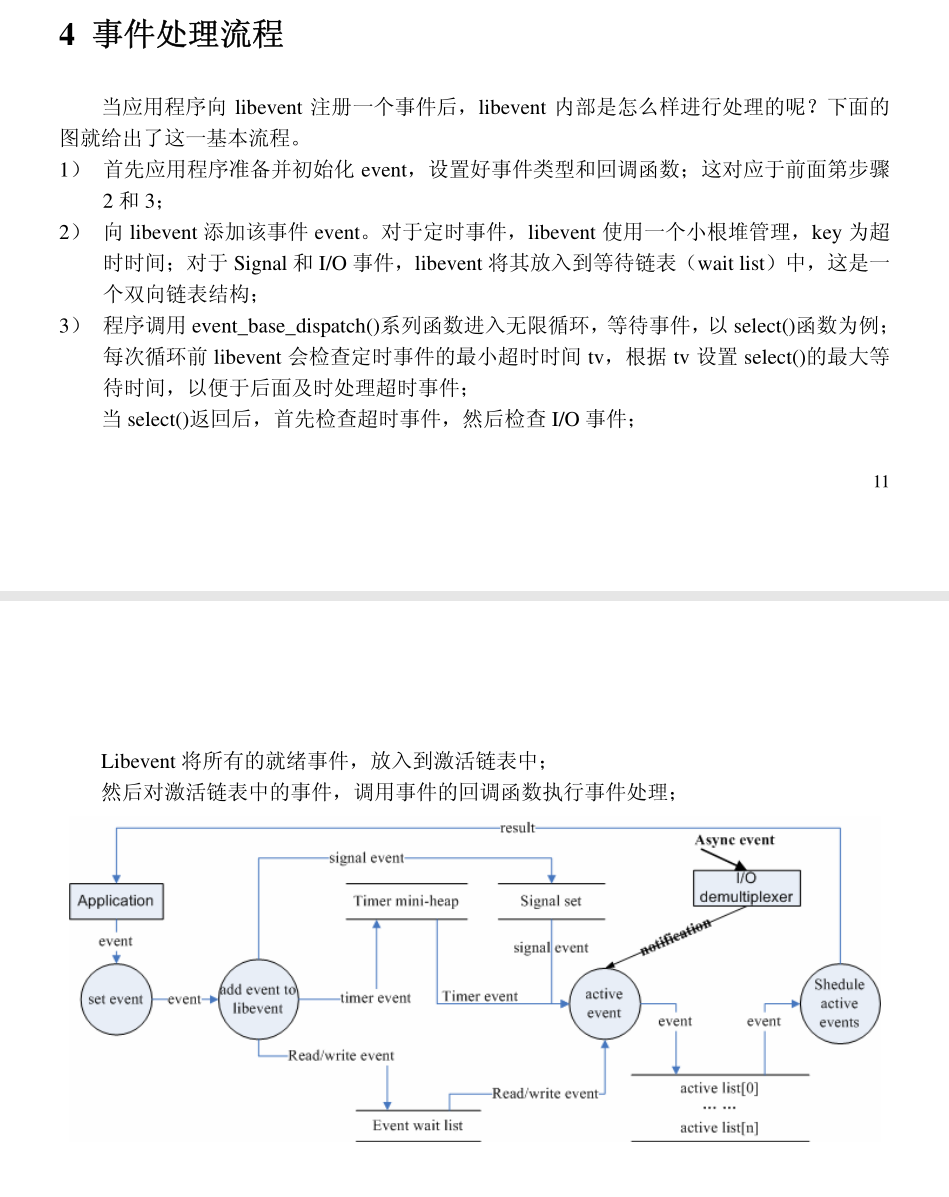 4 事件处理流程
当应用程序向 libevent 注册一个事件后，libevent 内部是怎么样进行处理的呢？下面的
图就给出了这一基本流程。
1） 首先应用程序准备并初始化 event，设置好事件类型和回调函数；这对应于前面第步骤
2 和 3；
2） 向 libevent 添加该事件 event。对于定时事件，libevent 使用一个小根堆管理，key 为超
时时间；对于 Signal 和 I/O 事件，libevent 将其放入到等待链表（wait list）中，这是一
个双向链表结构；
3） 程序调用 event_base_dispatch()系列函数进入无限循环，等待事件，以 select()函数为例；
每次循环前 libevent 会检查定时事件的最小超时时间 tv，根据 tv 设置 select()的最大等
待时间，以便于后面及时处理超时事件；
当 select()返回后，首先检查超时事件，然后检查 I/O 事件；
11
Libevent 将所有的就绪事件，放入到激活链表中；
然后对激活链表中的事件，调用事件的回调函数执行事件处理；
result
Async event
signal event
I/O
demultiplexer
Application
Timer mini-heap
Signal set
event
signal event
notification
set event
event
add event to
libevent
timer event
Timer event
active
event
event
event
Shedule
active
events
Read/write event
Read/write event
active list[0]
... ...
active list[n]
Event wait list